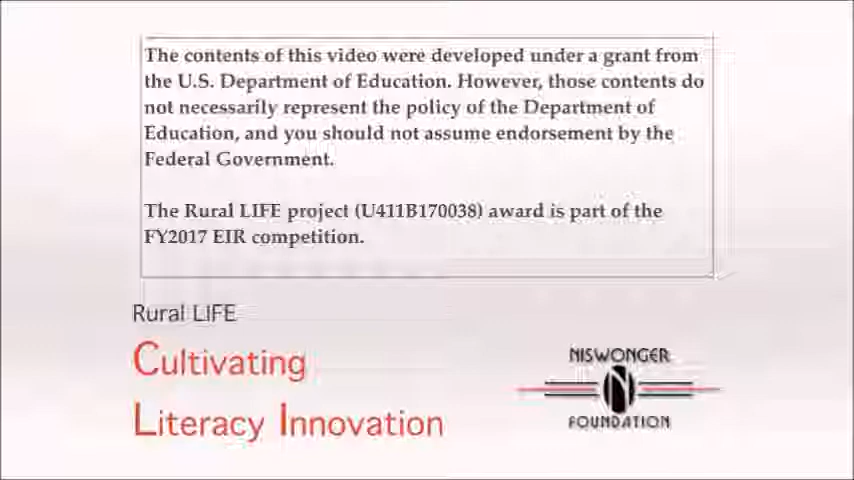 The contents of this video were developed under a grant from
the U.S. Department of Education. However, those contents do
not necessarily represent the policy of the Department of
Education, and you should not assume endorsement by the
Federal Government.
The Rural LIFE project (U411B170038) award is part of the
FY2017 EIR competition.
Rural LIFE
Cultivating
Literacy Innovation
NISWONGER
N
FOUNDATION